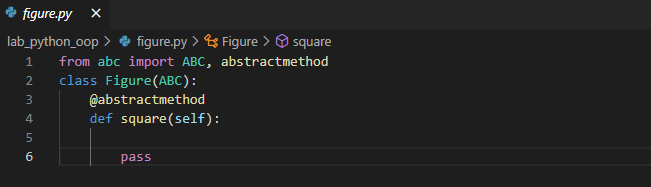 figure.py ×
lab_python_oop > figure.py > Figure > square
1 from abc import ABC, abstractmethod
2 class Figure(ABC):
3     @abstractmethod
4     def square(self):
5
6         pass